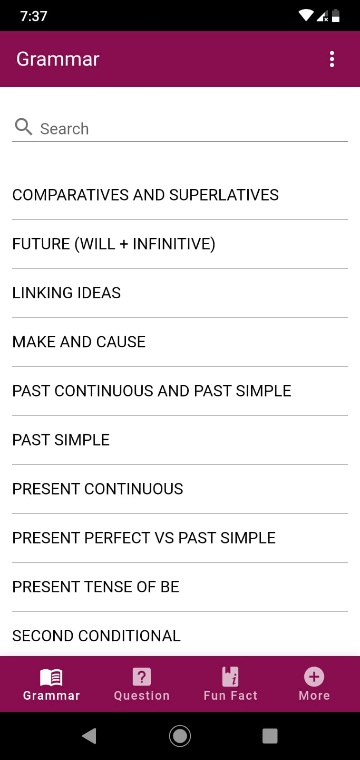 7:37
Grammar
Search
COMPARATIVES AND SUPERLATIVES
FUTURE (WILL + INFINITIVE)
LINKING IDEAS
MAKE AND CAUSE
PAST CONTINUOUS AND PAST SIMPLE
PAST SIMPLE
PRESENT CONTINUOUS
PRESENT PERFECT VS PAST SIMPLE
PRESENT TENSE OF BE
SECOND CONDITIONAL
Grammar Question Fun Fact More